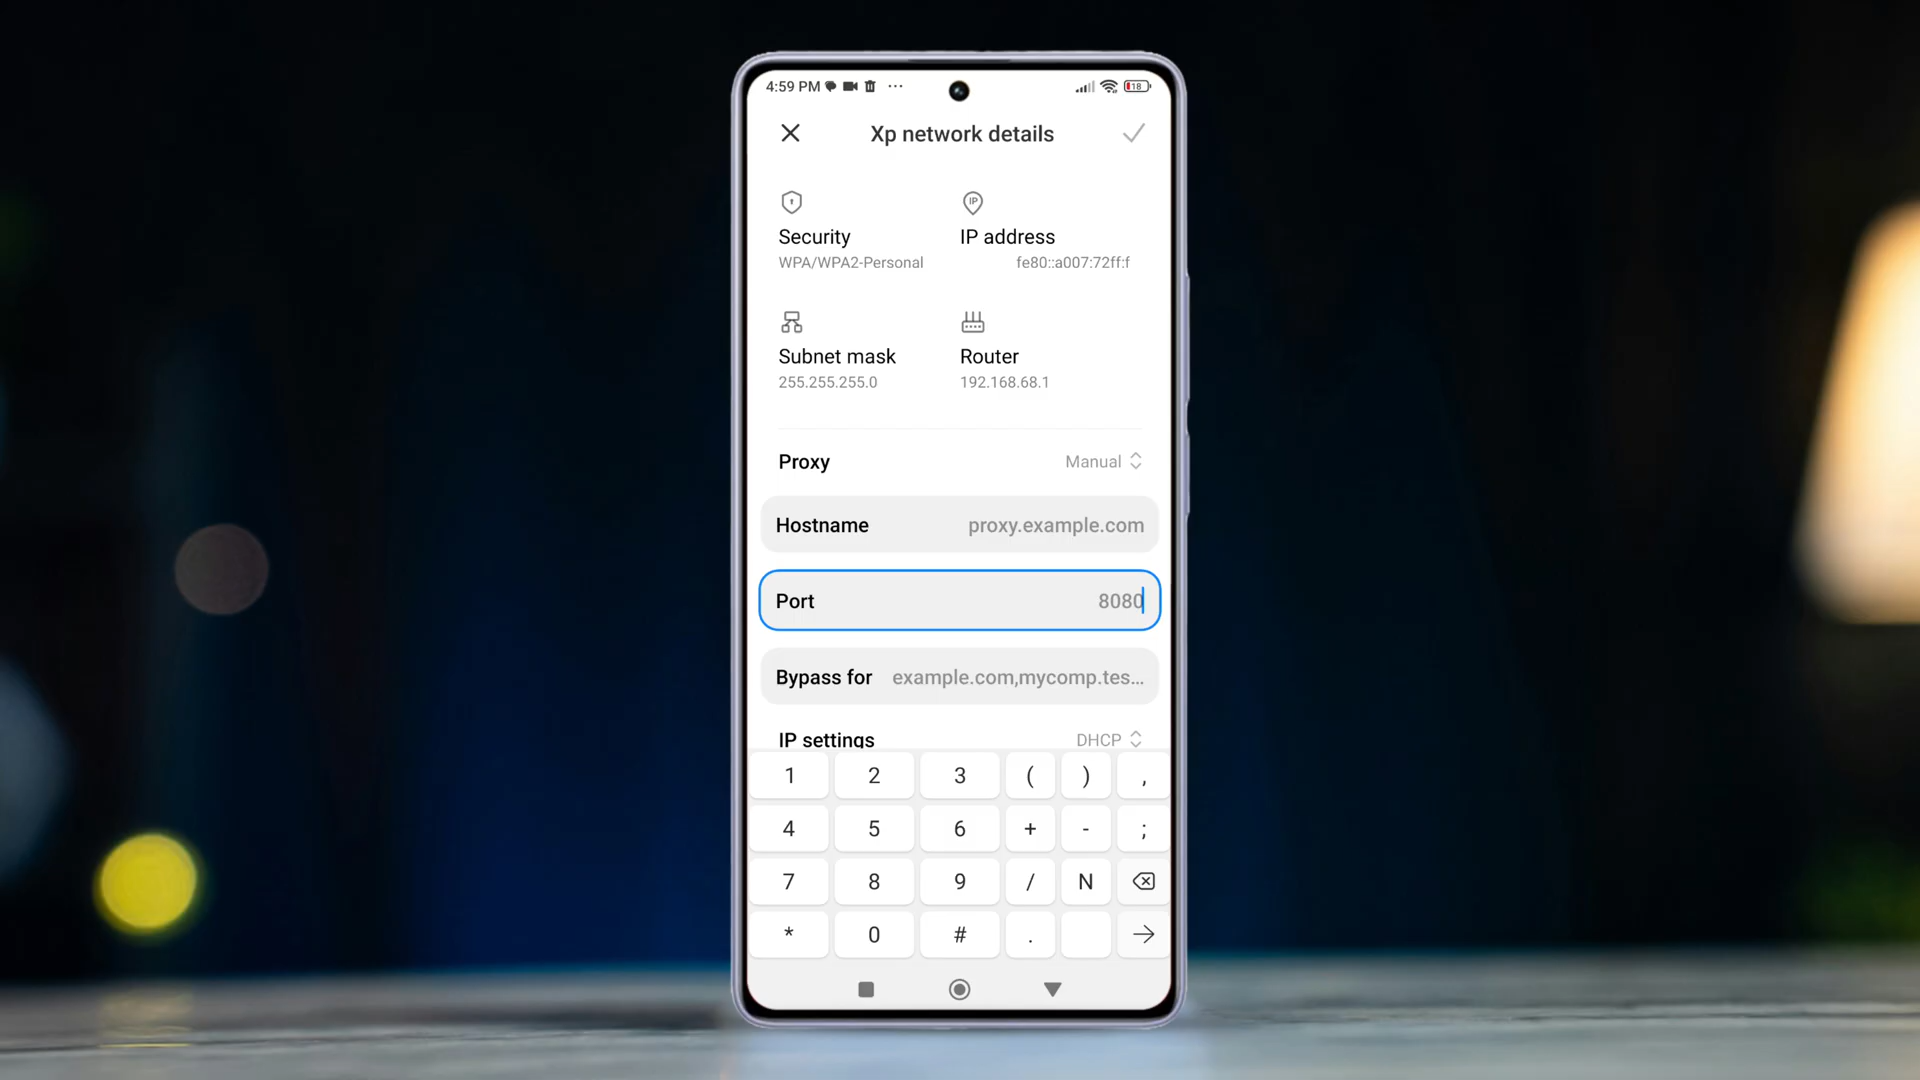 4:59 PM ...
18
Xp network details
Security
WPA/WPA2-Personal
IP
IP address
fe80::a007:72ff:f
Subnet mask
255.255.255.0
Router
192.168.68.1
Proxy Manual
Hostname proxy.example.com
Port 8080
Bypass for example.com,mycomp.tes...
IP settings DHCP
1 2 3 ( ) ,
4 5 6 + - ;
7 8 9 / N
* 0 # .